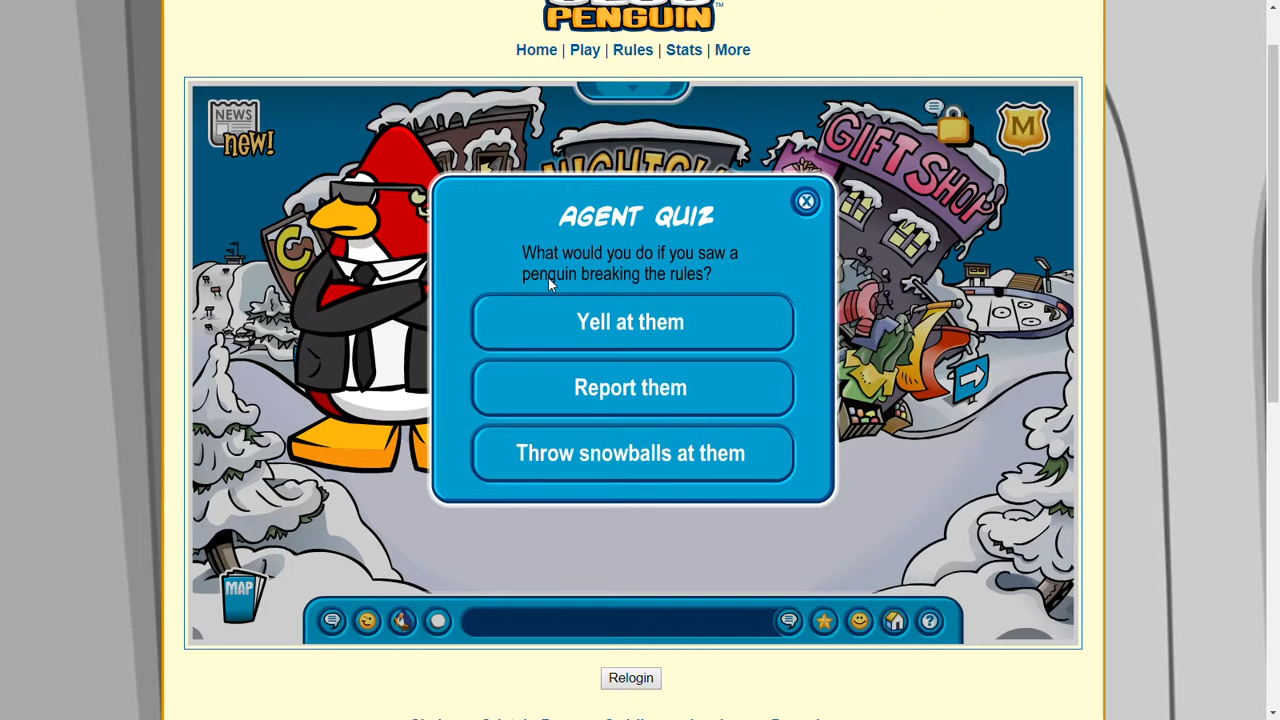 PENGUIN
TM
Home | Play | Rules | Stats | More
NEWS
new!
M
GIFT SHOP
C
AGENT QUIZ
X
What would you do if you saw a
penguin breaking the rules?
Yell at them
Report them
Throw snowballs at them
MAP
?
Relogin